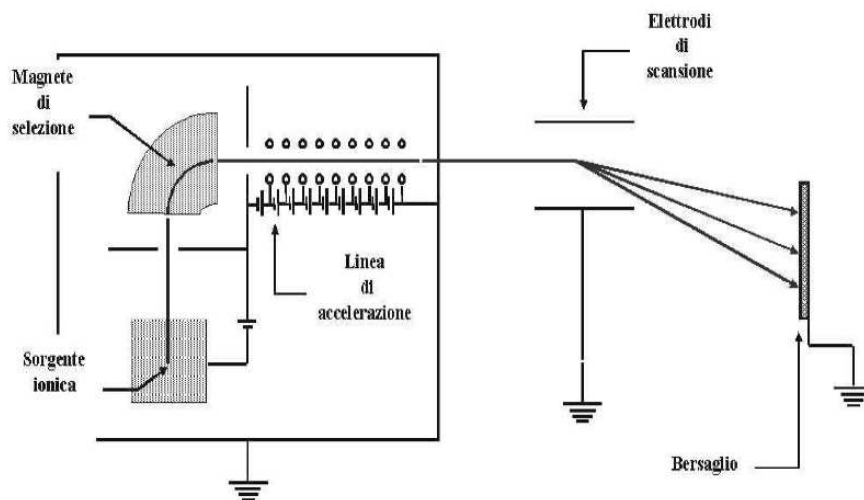 Elettrodi
di
scansione
Magnete
di
selezione
Linea
di
accelerazione
Sorgente
ionica
Bersaglio